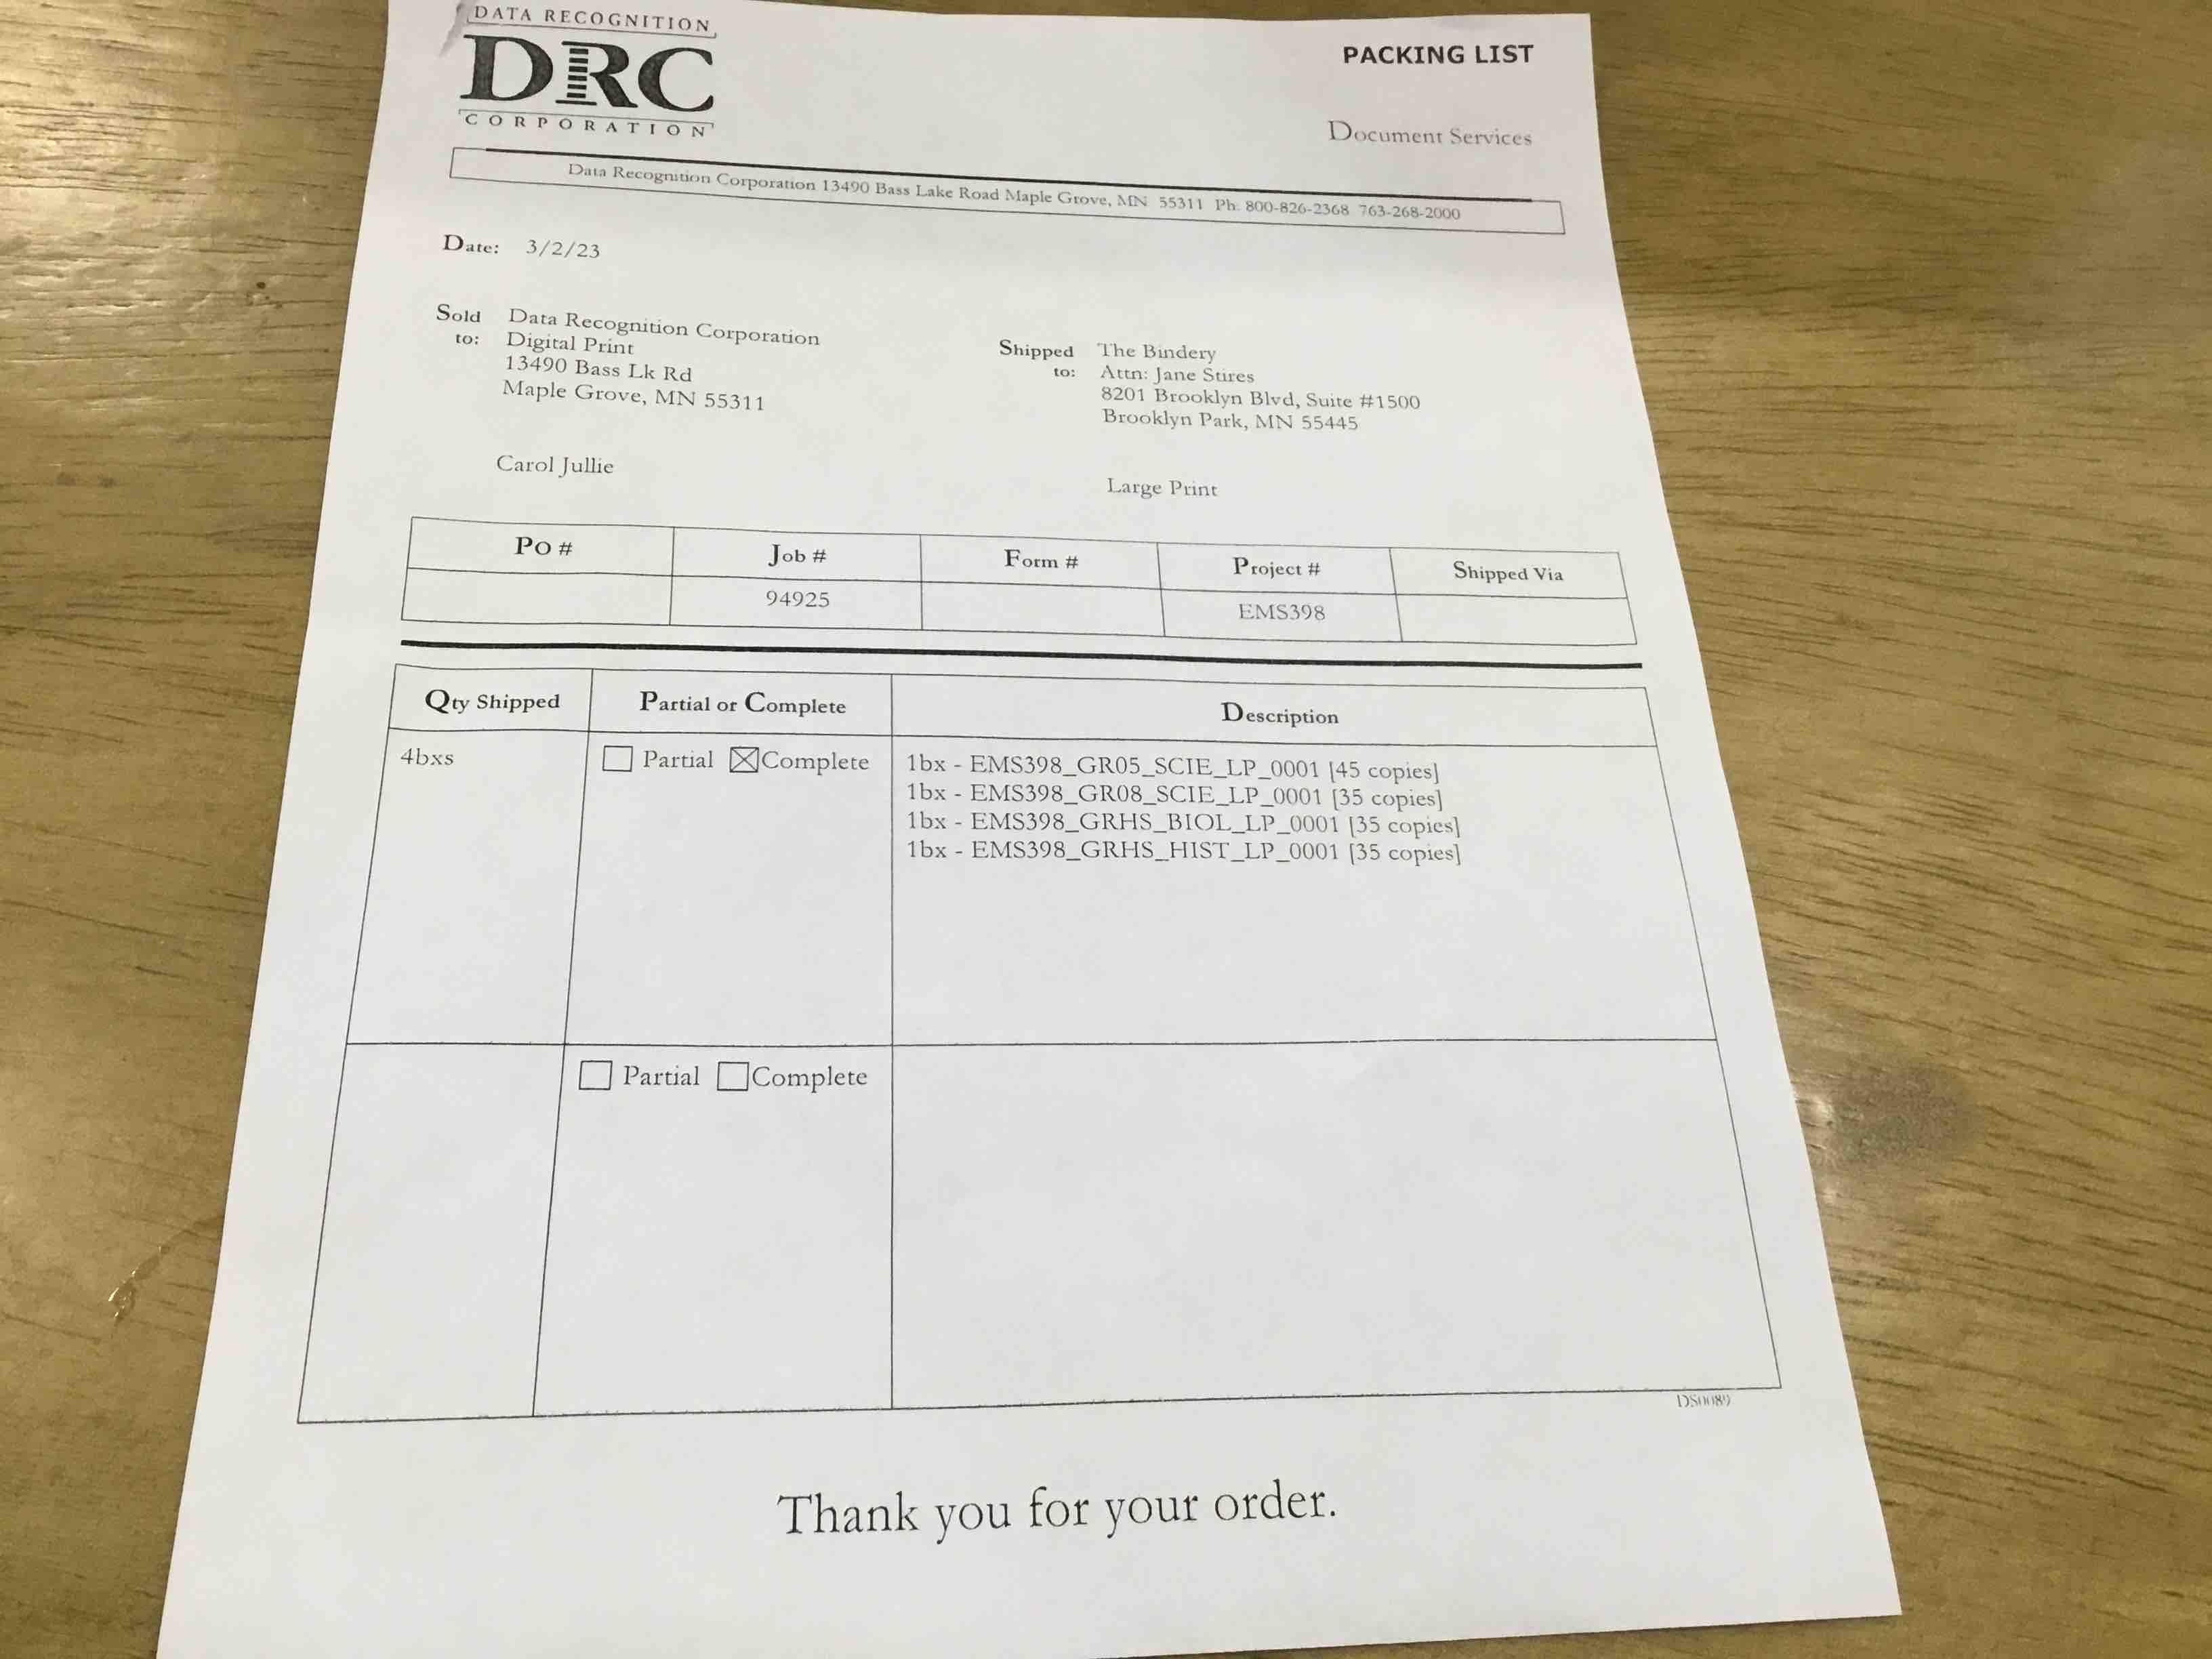 DATA RECOGNITION
DRC
CORPORATION
PACKING LIST
Document Services
Data Recognition Corporation 13490 Bass Lake Road Maple Grove, MN 55311 Ph. 800-826-2368 763-268-2000
Date: 3/2/23
Sold to:
Data Recognition Corporation
Digital Print
13490 Bass Lk Rd
Maple Grove, MN 55311
Carol Jullie
Shipped to:
The Bindery
Attn: Jane Stires
8201 Brooklyn Blvd, Suite #1500
Brooklyn Park, MN 55445
Large Print
PO # Job # Form # Project # Shipped Via
94925 EMS398
Qty Shipped Partial or Complete Description
4bxs Partial Complete 1bx - EMS398_GR05_SCIE_LP_0001 [45 copies]
1bx - EMS398_GR08_SCIE_LP_0001 [35 copies]
1bx - EMS398_GRHS_BIOL_LP_0001 [35 copies]
1bx - EMS398_GRHS_HIST_LP_0001 [35 copies]
Partial Complete
DS0089
Thank you for your order.